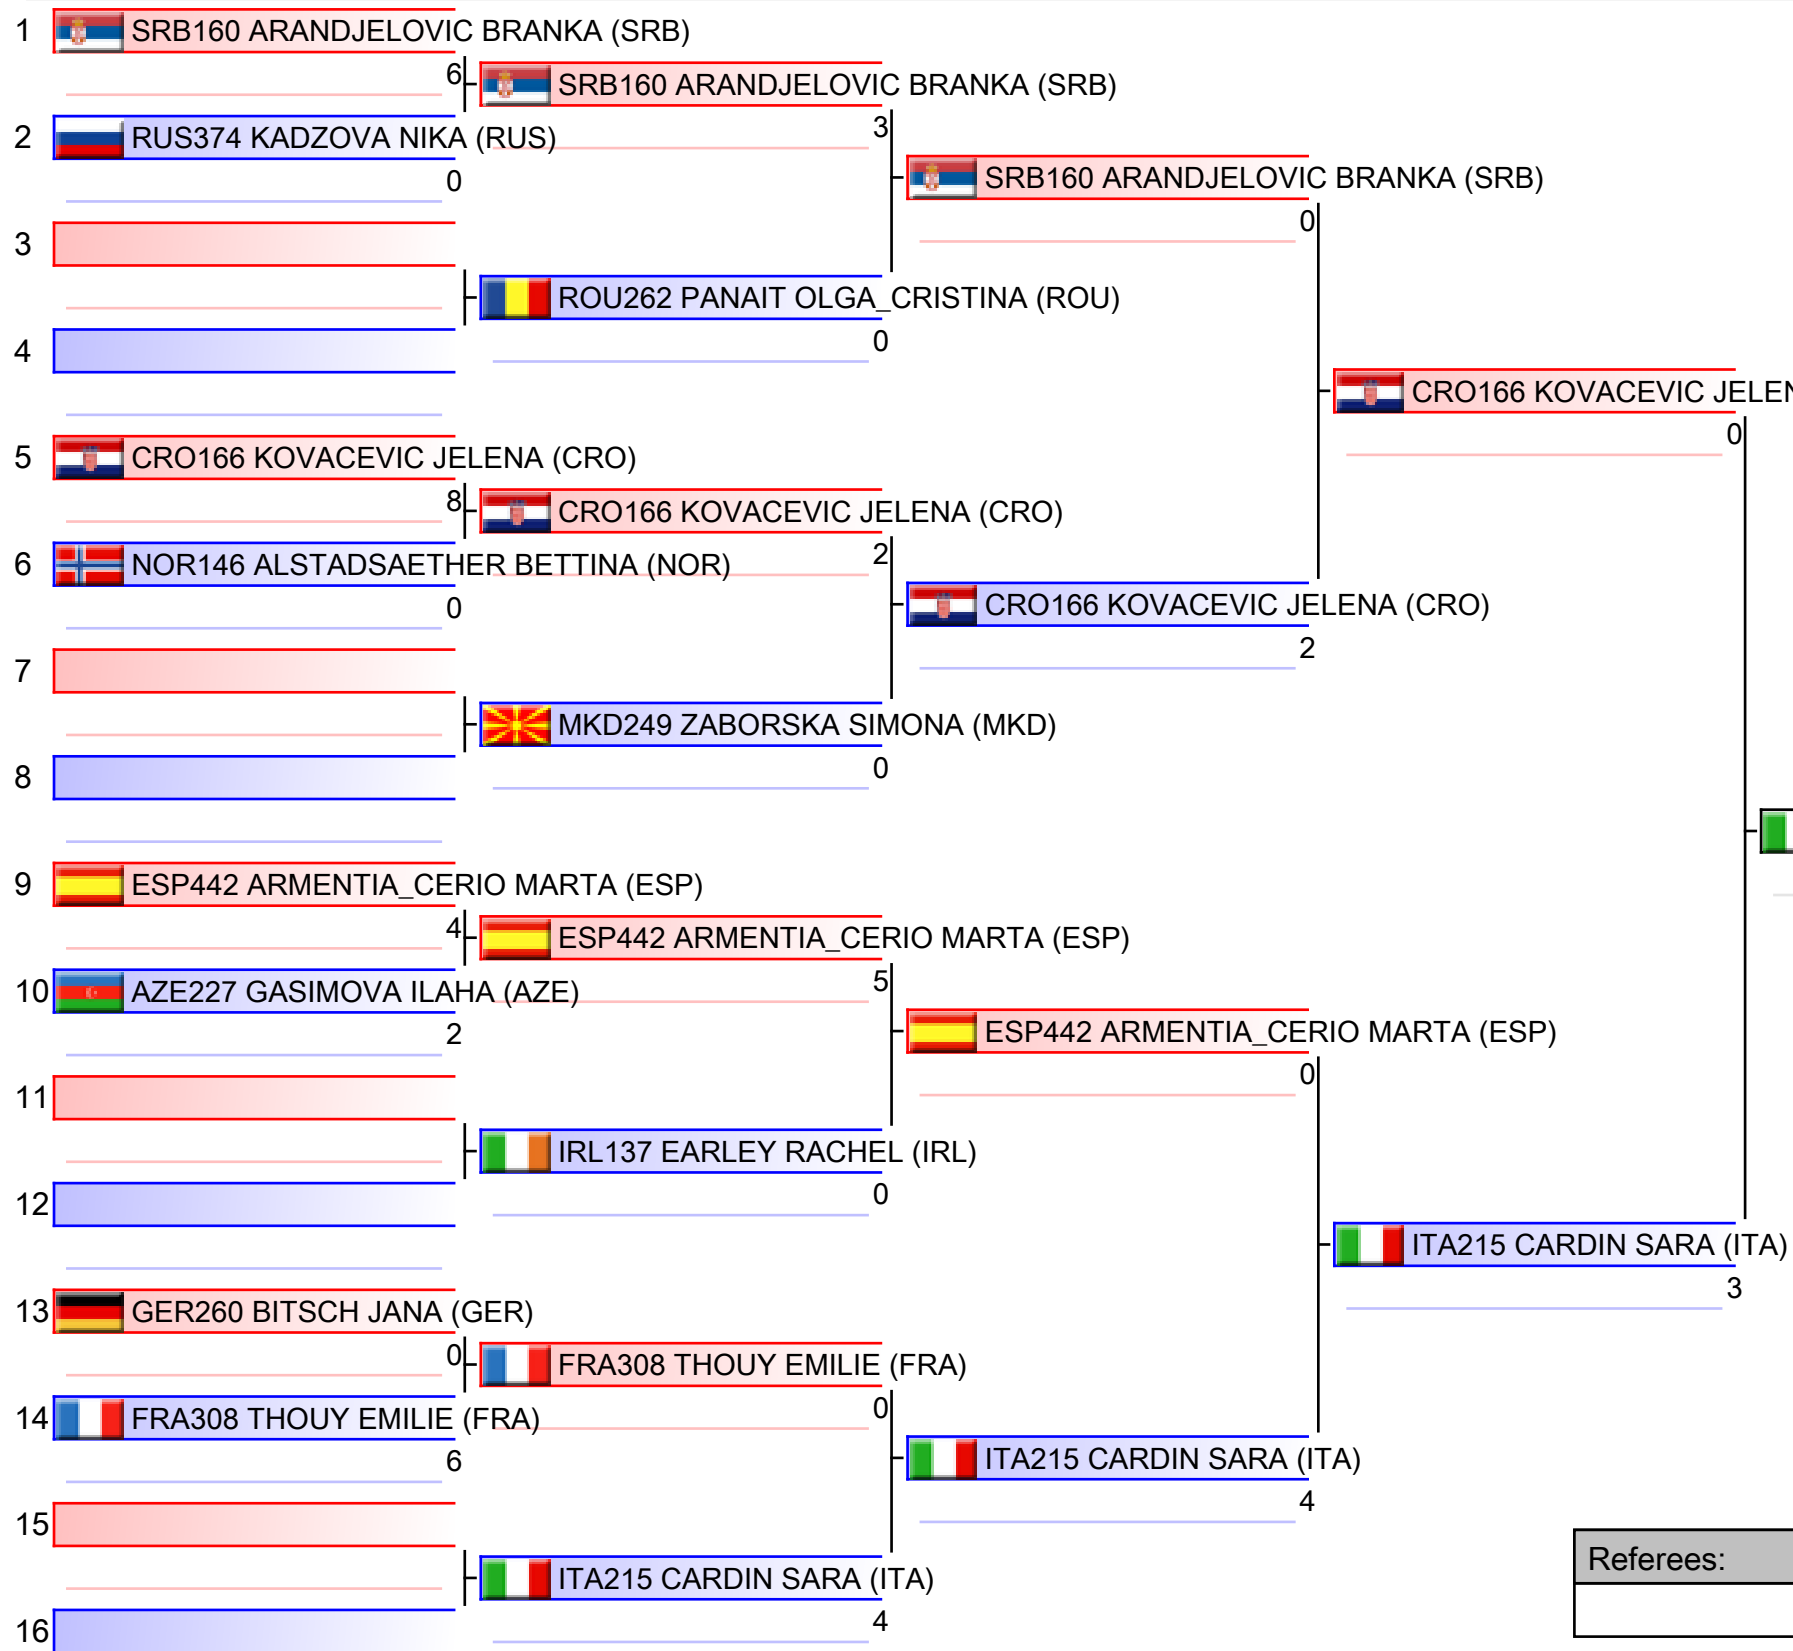 1 SRB160 ARANDJELOVIC BRANKA (SRB)
6 SRB160 ARANDJELOVIC BRANKA (SRB)
3
2 RUS374 KADZOVA NIKA (RUS)
0
SRB160 ARANDJELOVIC BRANKA (SRB)
0
3
ROU262 PANAIT OLGA_CRISTINA (ROU)
0
4
CRO166 KOVACEVIC JELEN
0
5 CRO166 KOVACEVIC JELENA (CRO)
8 CRO166 KOVACEVIC JELENA (CRO)
2
6 NOR146 ALSTADSAETHER BETTINA (NOR)
0
CRO166 KOVACEVIC JELENA (CRO)
2
7
MKD249 ZABORSKA SIMONA (MKD)
0
8
9 ESP442 ARMENTIA_CERIO MARTA (ESP)
4 ESP442 ARMENTIA_CERIO MARTA (ESP)
5
10 AZE227 GASIMOVA ILAHA (AZE)
2
ESP442 ARMENTIA_CERIO MARTA (ESP)
0
11
IRL137 EARLEY RACHEL (IRL)
0
12
ITA215 CARDIN SARA (ITA)
3
13 GER260 BITSCH JANA (GER)
0 FRA308 THOUY EMILIE (FRA)
0
14 FRA308 THOUY EMILIE (FRA)
6
ITA215 CARDIN SARA (ITA)
4
15
ITA215 CARDIN SARA (ITA)
4
16
Referees: